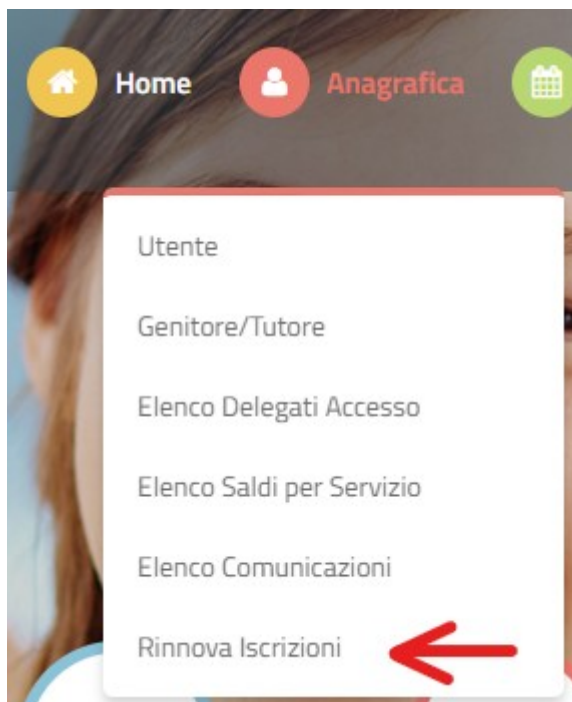 Home Anagrafica
Utente
Genitore/Tutore
Elenco Delegati Accesso
Elenco Saldi per Servizio
Elenco Comunicazioni
Rinnova Iscrizioni